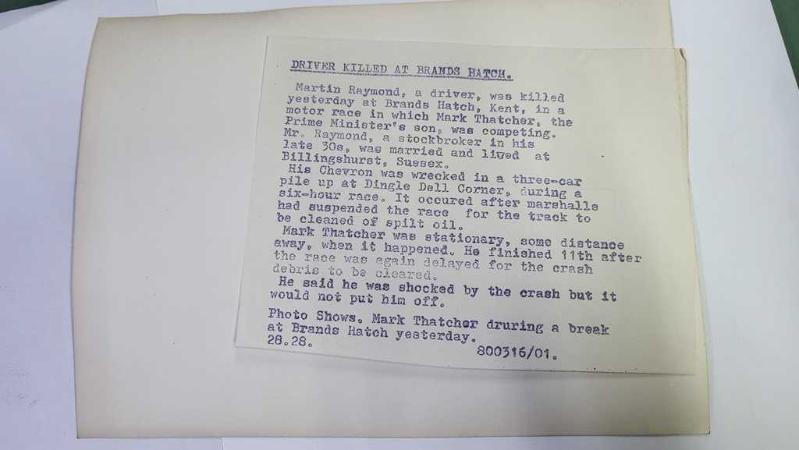 DRIVER KILLED AT BRANDS HATCH.
Martin Raymond, a driver, was killed
yesterday at Brands Hatch, Kent, in a
motor race in which Mark Thatcher, the
Prime Minister's son, was competing.
Mr. Raymond, a stockbroker in his
late 30s, was married and lived at
Billingshurst, Sussex.
His Chevron was wrecked in a three-car
pile up at Dingle Dell Corner, during a
six-hour race. It occured after marshalls
had suspended the race for the track to
be cleaned of spilt oil.
Mark Thatcher was stationary, some distance
away, when it happened. He finished 11th after
the race was again delayed for the crash
debris to be cleared.
He said he was shocked by the crash but it
would not put him off.
Photo Shows. Mark Thatcher druring a break
at Brands Hatch yesterday.
28.28. 800316/01.